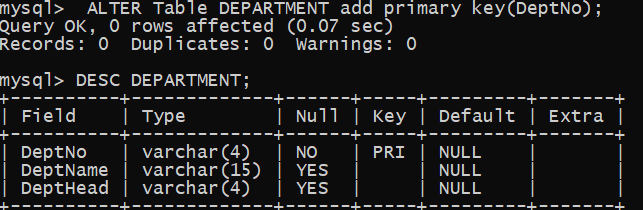 mysql>  ALTER Table DEPARTMENT add primary key(DeptNo);
Query OK, 0 rows affected (0.07 sec)
Records: 0  Duplicates: 0  Warnings: 0

mysql> DESC DEPARTMENT;
+----------+-------------+------+-----+---------+-------+
| Field    | Type        | Null | Key | Default | Extra |
+----------+-------------+------+-----+---------+-------+
| DeptNo   | varchar(4)  | NO   | PRI | NULL    |       |
| DeptName | varchar(15) | YES  |     | NULL    |       |
| DeptHead | varchar(4)  | YES  |     | NULL    |       |
+----------+-------------+------+-----+---------+-------+